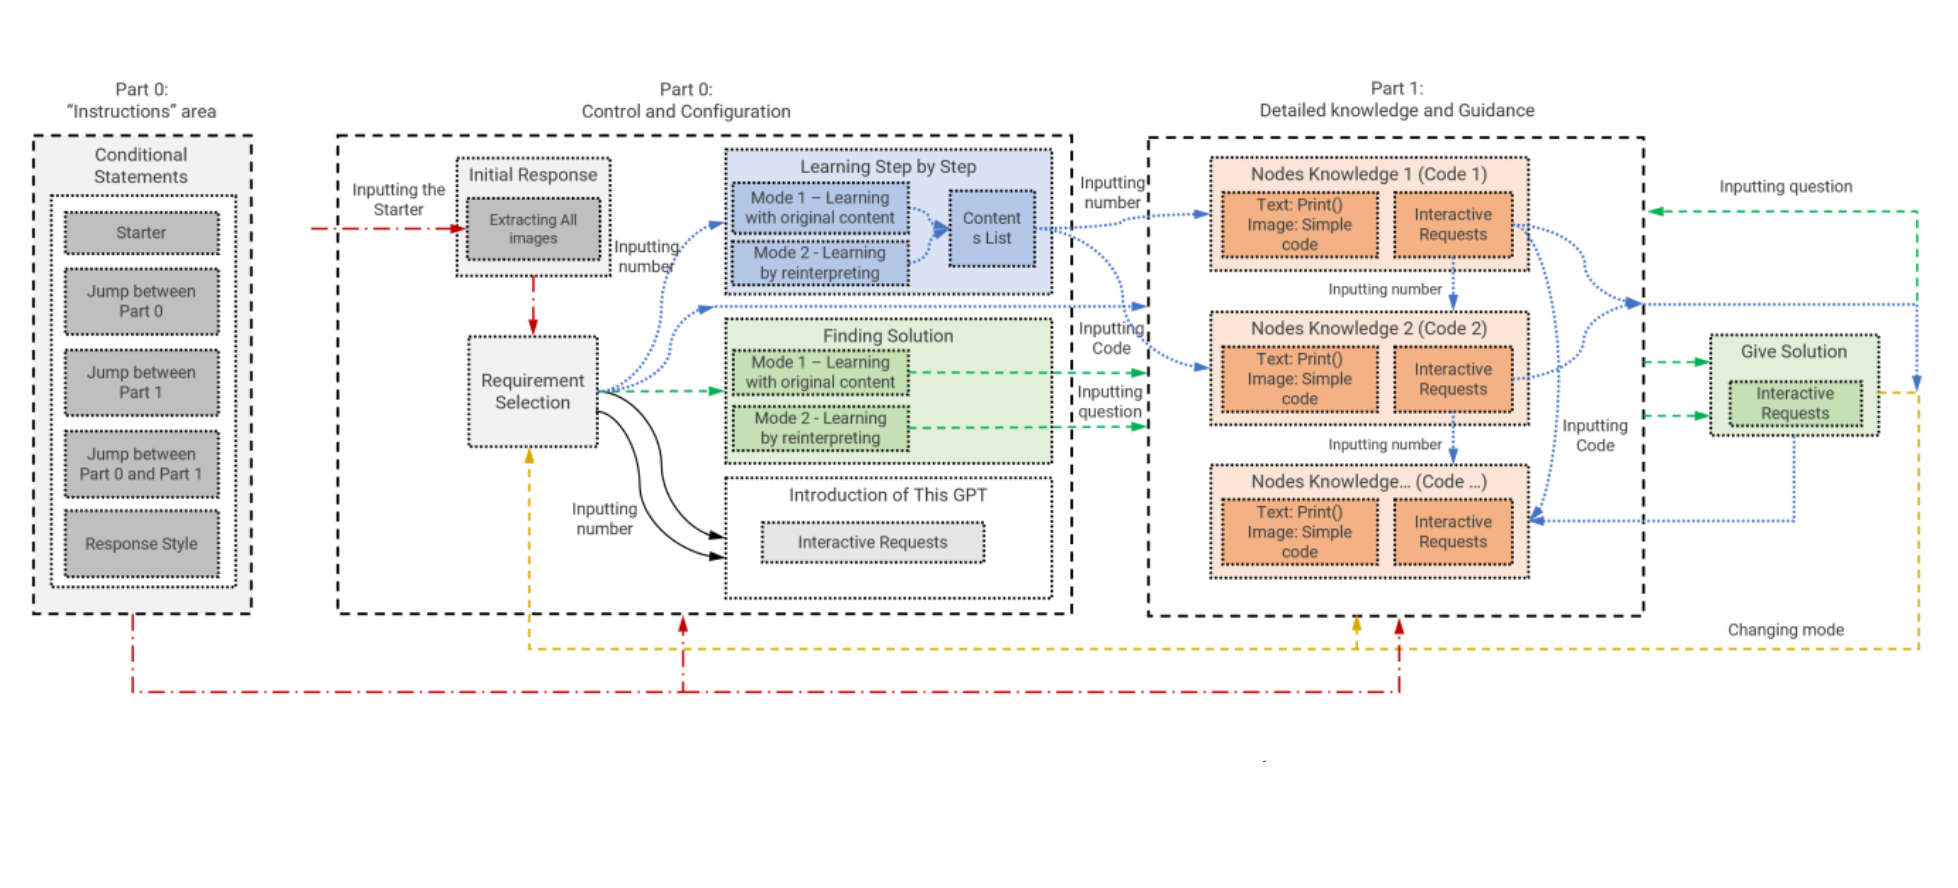 Part 0:
“Instructions” area
Conditional
Statements
Starter
Jump between
Part 0
Jump between
Part 1
Jump between
Part 0 and Part 1
Response Style
Part 0:
Control and Configuration
Inputting the
Starter
Initial Response
Extracting All
images
Inputting
number
Requirement
Selection
Inputting
number
Learning Step by Step
Mode 1 – Learning
with original content
Mode 2 - Learning
by reinterpreting
Content
s List
Finding Solution
Mode 1 – Learning
with original content
Mode 2 - Learning
by reinterpreting
Introduction of This GPT
Interactive Requests
Inputting
number
Inputting
Code
Inputting
question
Part 1:
Detailed knowledge and Guidance
Nodes Knowledge 1 (Code 1)
Text: Print()
Image: Simple
code
Interactive
Requests
Inputting number
Nodes Knowledge 2 (Code 2)
Text: Print()
Image: Simple
code
Interactive
Requests
Inputting number
Inputting
Code
Nodes Knowledge... (Code ...)
Text: Print()
Image: Simple
code
Interactive
Requests
Inputting question
Give Solution
Interactive
Requests
Changing mode